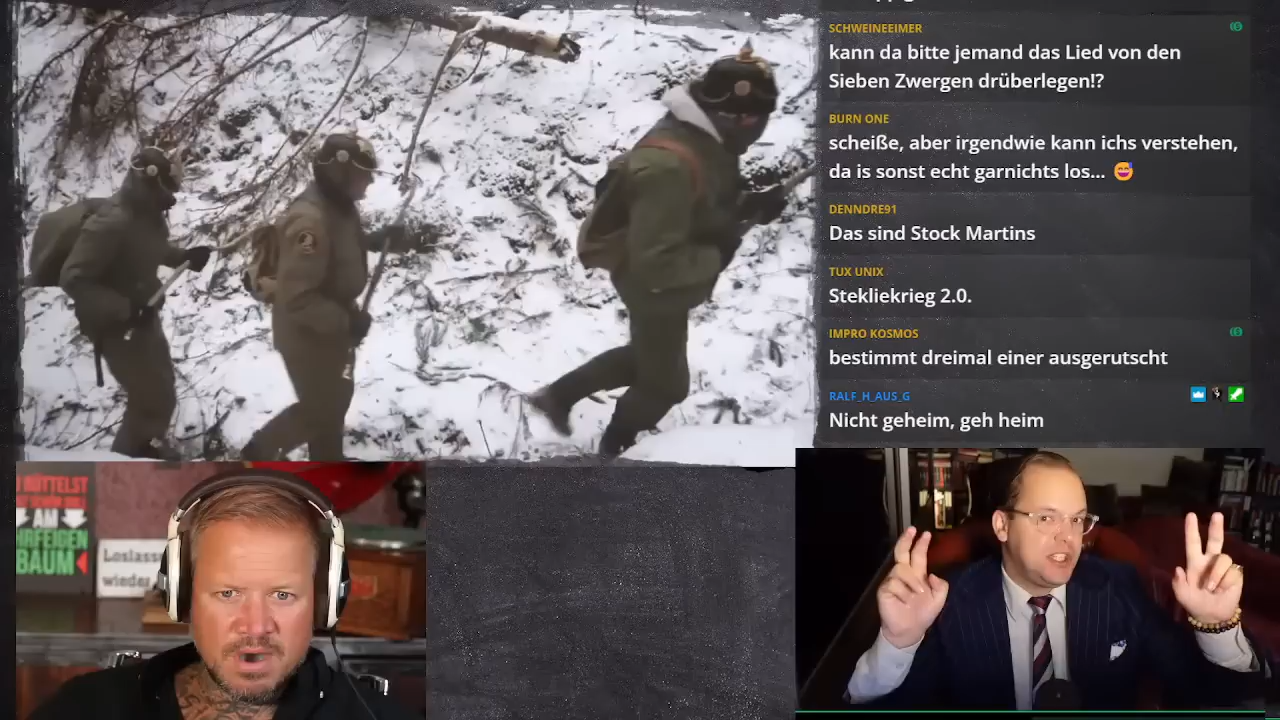 SCHWEINEEIMER
kann da bitte jemand das Lied von den
Sieben Zwergen drüberlegen!?
BURN ONE
scheiße, aber irgendwie kann ichs verstehen,
da is sonst echt garnichts los... 😅
DENNDRE91
Das sind Stock Martins
TUX UNIX
Stekliekrieg 2.0.
IMPRO KOSMOS
bestimmt dreimal einer ausgerutscht
RALF_H_AUS_G
Nicht geheim, geh heim
AM
BAUM
wieder